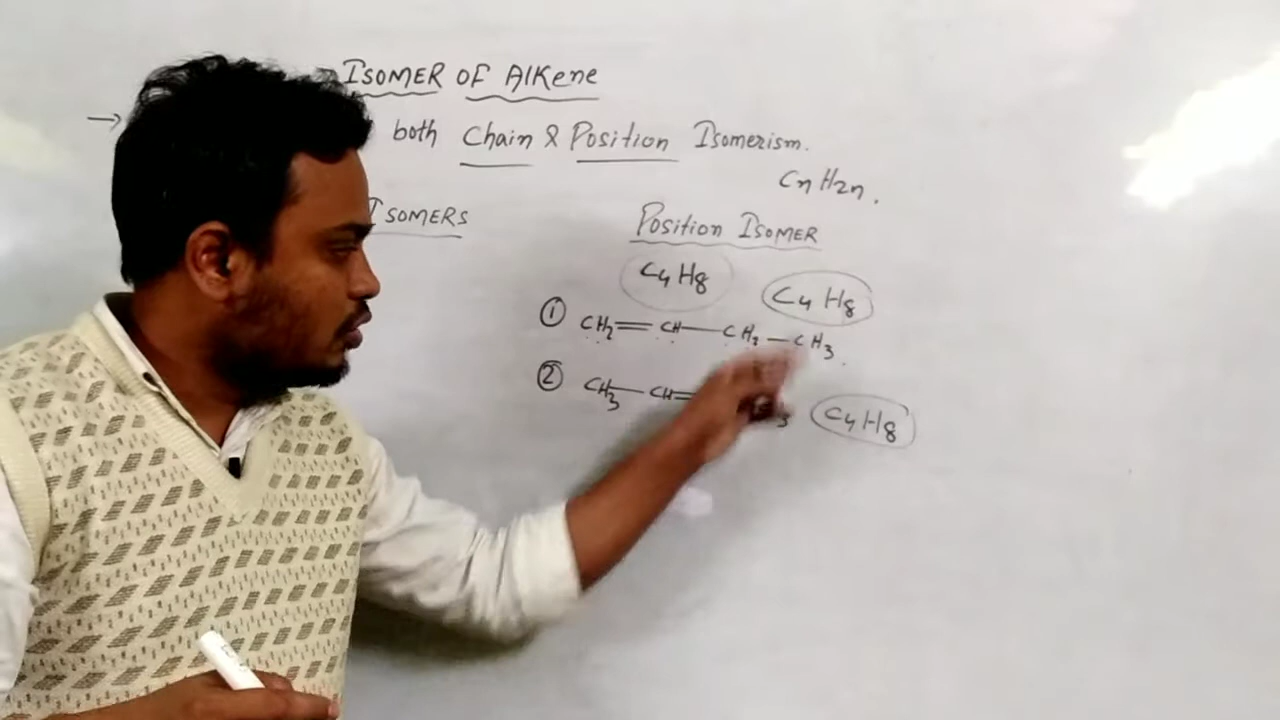 ISOMER OF Alkene
→ both Chain & Position Isomerism.
CnH2n.
ISOMERS
Position ISOMER
C4H8
C4H8
① CH2=CH—CH2—CH3.
② CH3—CH= 3
C4H8